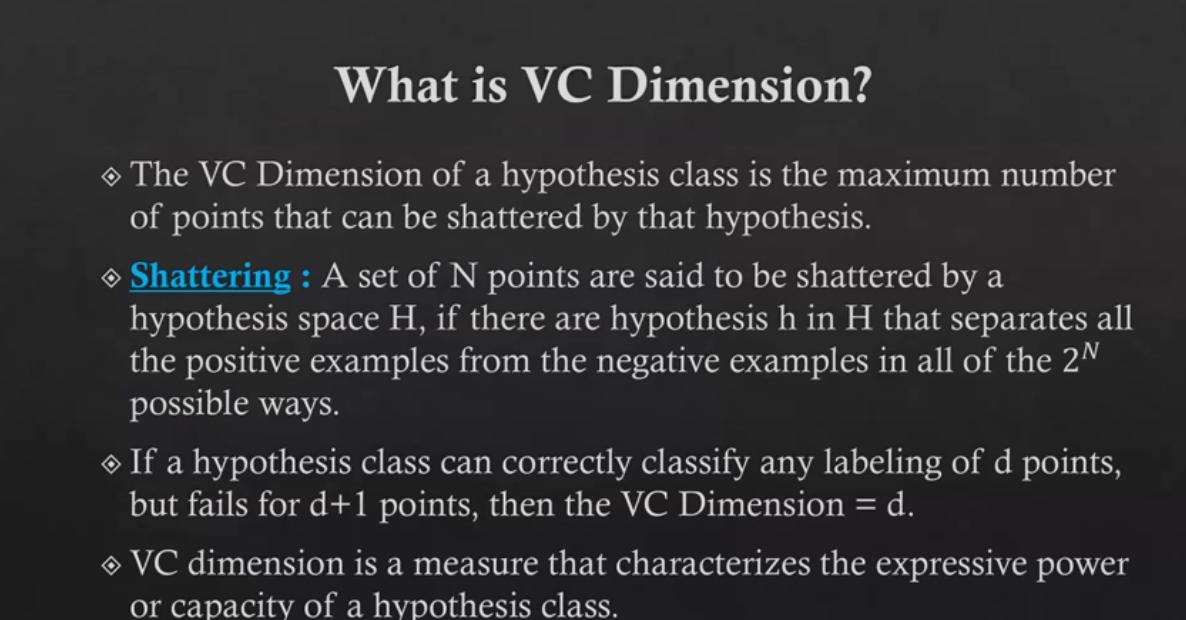 What is VC Dimension?
The VC Dimension of a hypothesis class is the maximum number
of points that can be shattered by that hypothesis.
Shattering : A set of N points are said to be shattered by a
hypothesis space H, if there are hypothesis h in H that separates all
the positive examples from the negative examples in all of the 2^N
possible ways.
If a hypothesis class can correctly classify any labeling of d points,
but fails for d+1 points, then the VC Dimension = d.
VC dimension is a measure that characterizes the expressive power
or capacity of a hypothesis class.